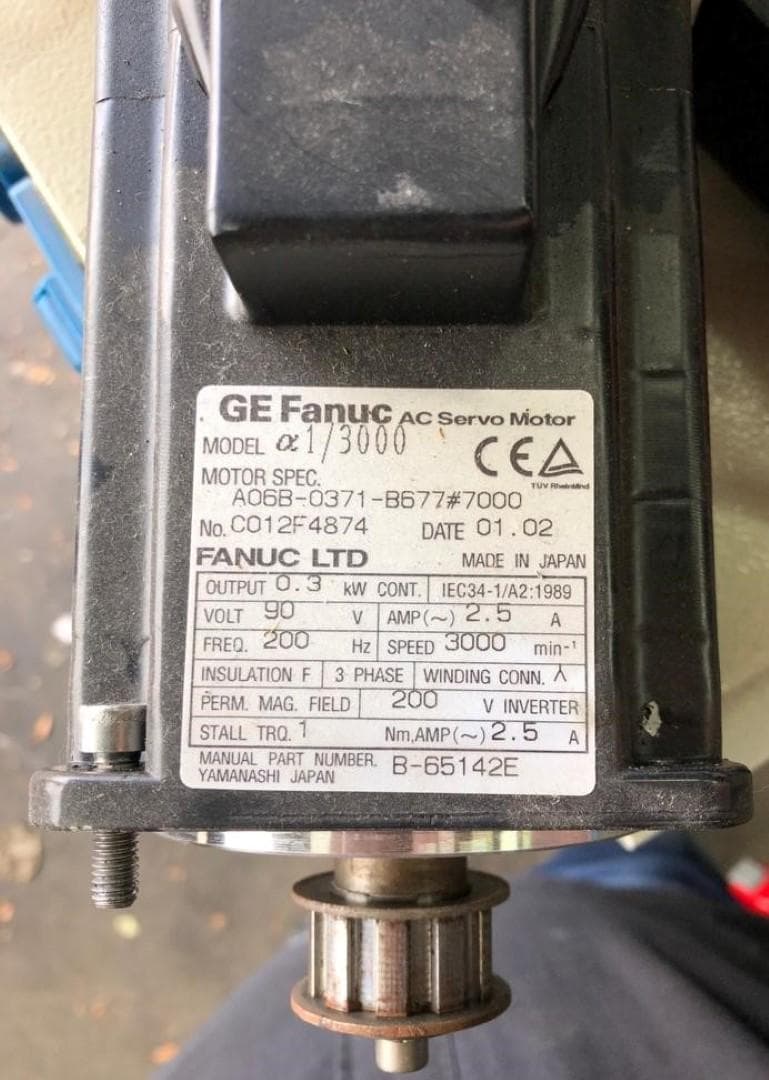 GE Fanuc AC Servo Motor
MODEL α1/3000
CE
TÜV Rheinland
MOTOR SPEC.
A06B-0371-B677#7000
No. C012F4874 DATE 01.02
FANUC LTD MADE IN JAPAN
OUTPUT 0.3 kW CONT. IEC34-1/A2:1989
VOLT 90 V AMP(~) 2.5 A
FREQ. 200 Hz SPEED 3000 min-¹
INSULATION F 3 PHASE WINDING CONN. ⅄
PERM. MAG. FIELD 200 V INVERTER
STALL TRQ. 1 Nm,AMP(~) 2.5 A
MANUAL PART NUMBER. B-65142E
YAMANASHI JAPAN